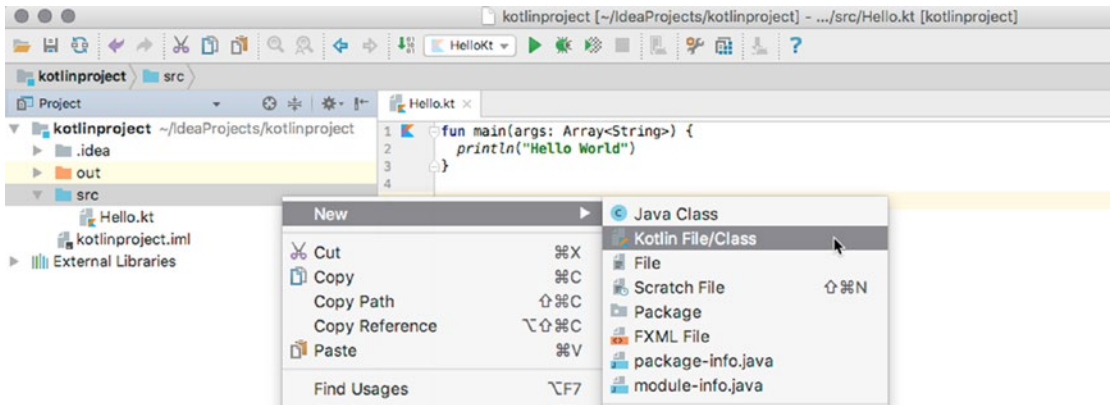 kotlinproject [~/IdeaProjects/kotlinproject] - .../src/Hello.kt [kotlinproject]
HelloKt
kotlinproject src
Project
Hello.kt
kotlinproject ~/IdeaProjects/kotlinproject
.idea
out
src
Hello.kt
kotlinproject.iml
External Libraries
1 fun main(args: Array<String>) {
2 println("Hello World")
3 }
4
New
Cut ⌘X
Copy ⌘C
Copy Path ⇧⌘C
Copy Reference ⌥⇧⌘C
Paste ⌘V
Find Usages ⌥F7
Java Class
Kotlin File/Class
File
Scratch File ⇧⌘N
Package
FXML File
package-info.java
module-info.java